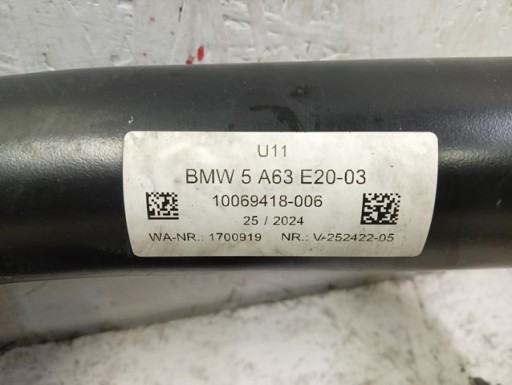 U11
BMW 5 A63 E20-03
10069418-006
25 / 2024
WA-NR.: 1700919 NR.: V-252422-05